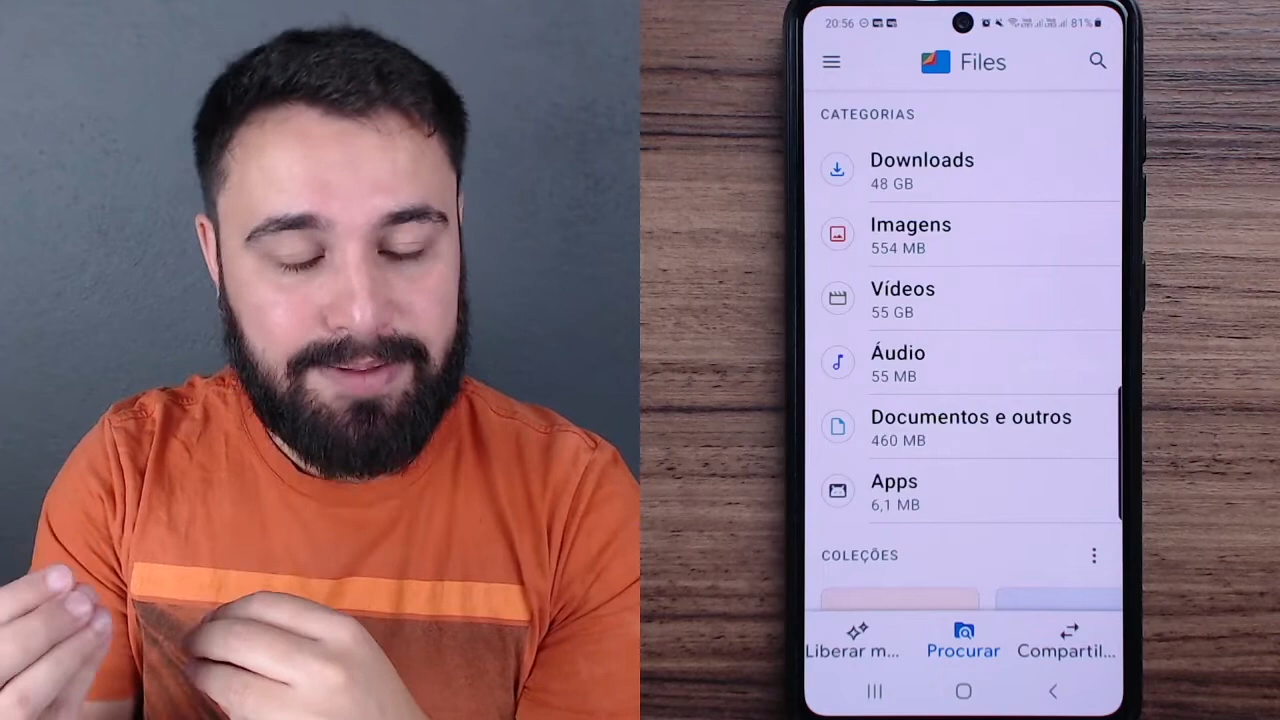 20:56
81%
Files
CATEGORIAS
Downloads
48 GB
Imagens
554 MB
Vídeos
55 GB
Áudio
55 MB
Documentos e outros
460 MB
Apps
6,1 MB
COLEÇÕES
Liberar m...
Procurar
Compartil...